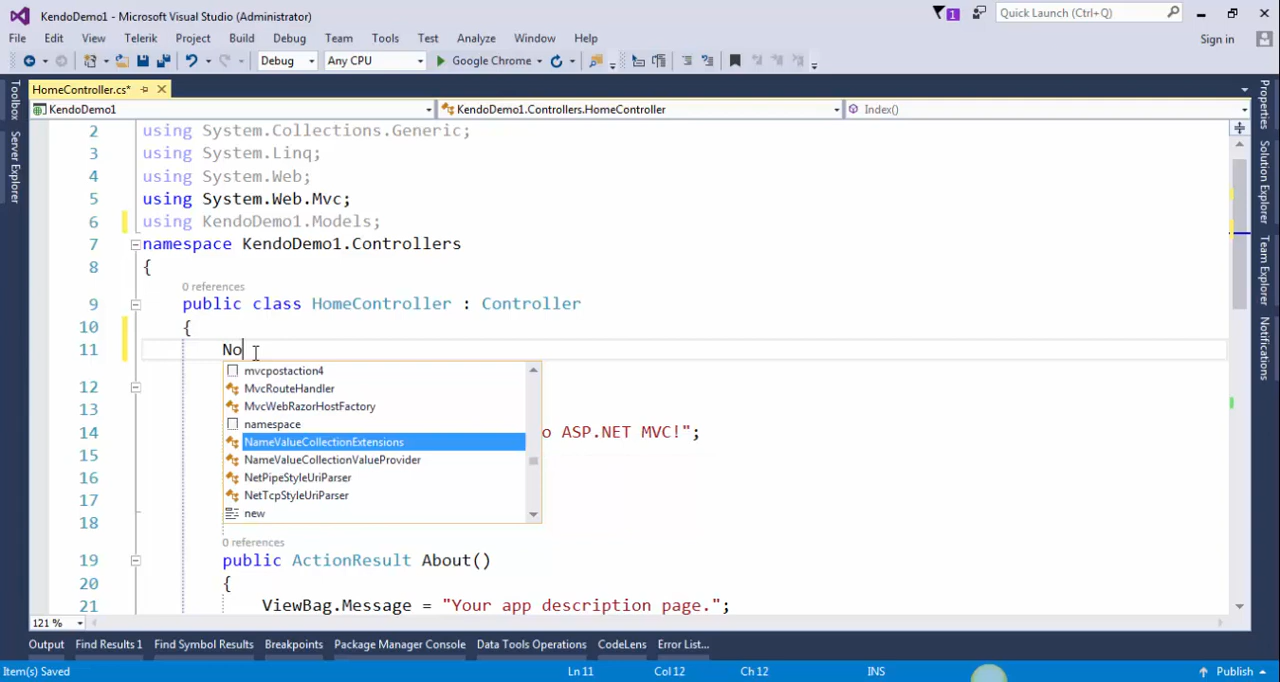 KendoDemo1 - Microsoft Visual Studio (Administrator)
1
Quick Launch (Ctrl+Q)
File Edit View Telerik Project Build Debug Team Tools Test Analyze Window Help
Sign in
Debug Any CPU Google Chrome
HomeController.cs*
KendoDemo1 KendoDemo1.Controllers.HomeController Index()
Toolbox
Server Explorer
Properties
Solution Explorer
Team Explorer
Notifications
2 using System.Collections.Generic;
3 using System.Linq;
4 using System.Web;
5 using System.Web.Mvc;
6 using KendoDemo1.Models;
7 namespace KendoDemo1.Controllers
8 {
0 references
9 public class HomeController : Controller
10 {
11 No
mvcpostaction4
12 MvcRouteHandler
13 MvcWebRazorHostFactory
namespace
14 o ASP.NET MVC!";
NameValueCollectionExtensions
15 NameValueCollectionValueProvider
16 NetPipeStyleUriParser
17 NetTcpStyleUriParser
18 new
0 references
19 public ActionResult About()
20 {
21 ViewBag.Message = "Your app description page.";
121 %
Output Find Results 1 Find Symbol Results Breakpoints Package Manager Console Data Tools Operations CodeLens Error List...
Item(s) Saved Ln 11 Col 12 Ch 12 INS Publish